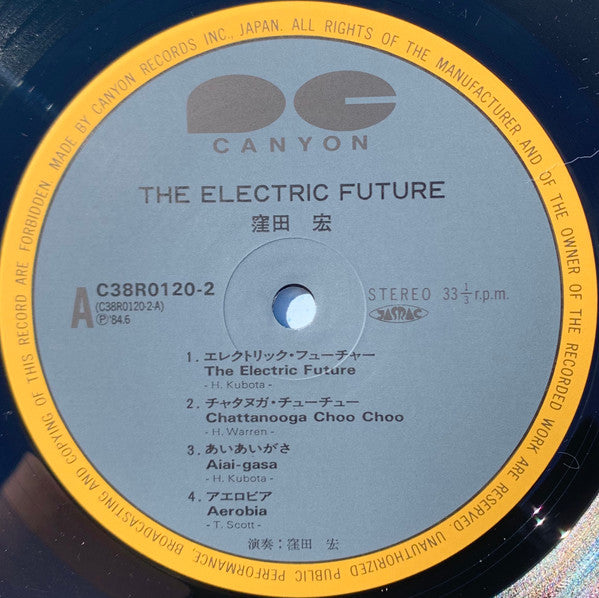 MADE BY CANYON RECORDS INC., JAPAN. ALL RIGHTS OF THE MANUFACTURER AND OF THE OWNER OF THE RECORDED WORK ARE RESERVED. UNAUTHORIZED PUBLIC PERFORMANCE, BROADCASTING AND COPYING OF THIS RECORD ARE FORBIDDEN.
CANYON
THE ELECTRIC FUTURE
窪田 宏
A
C38R0120-2
(C38R0120-2-A)
Ⓟ'84.6
STEREO 33 1/3 r.p.m.
JASRAC
1. エレクトリック・フューチャー
The Electric Future
- H. Kubota -
2. チャタヌガ・チューチュー
Chattanooga Choo Choo
- H. Warren -
3. あいあいがさ
Aiai-gasa
- H. Kubota -
4. アエロビア
Aerobia
- T. Scott -
演奏：窪田 宏